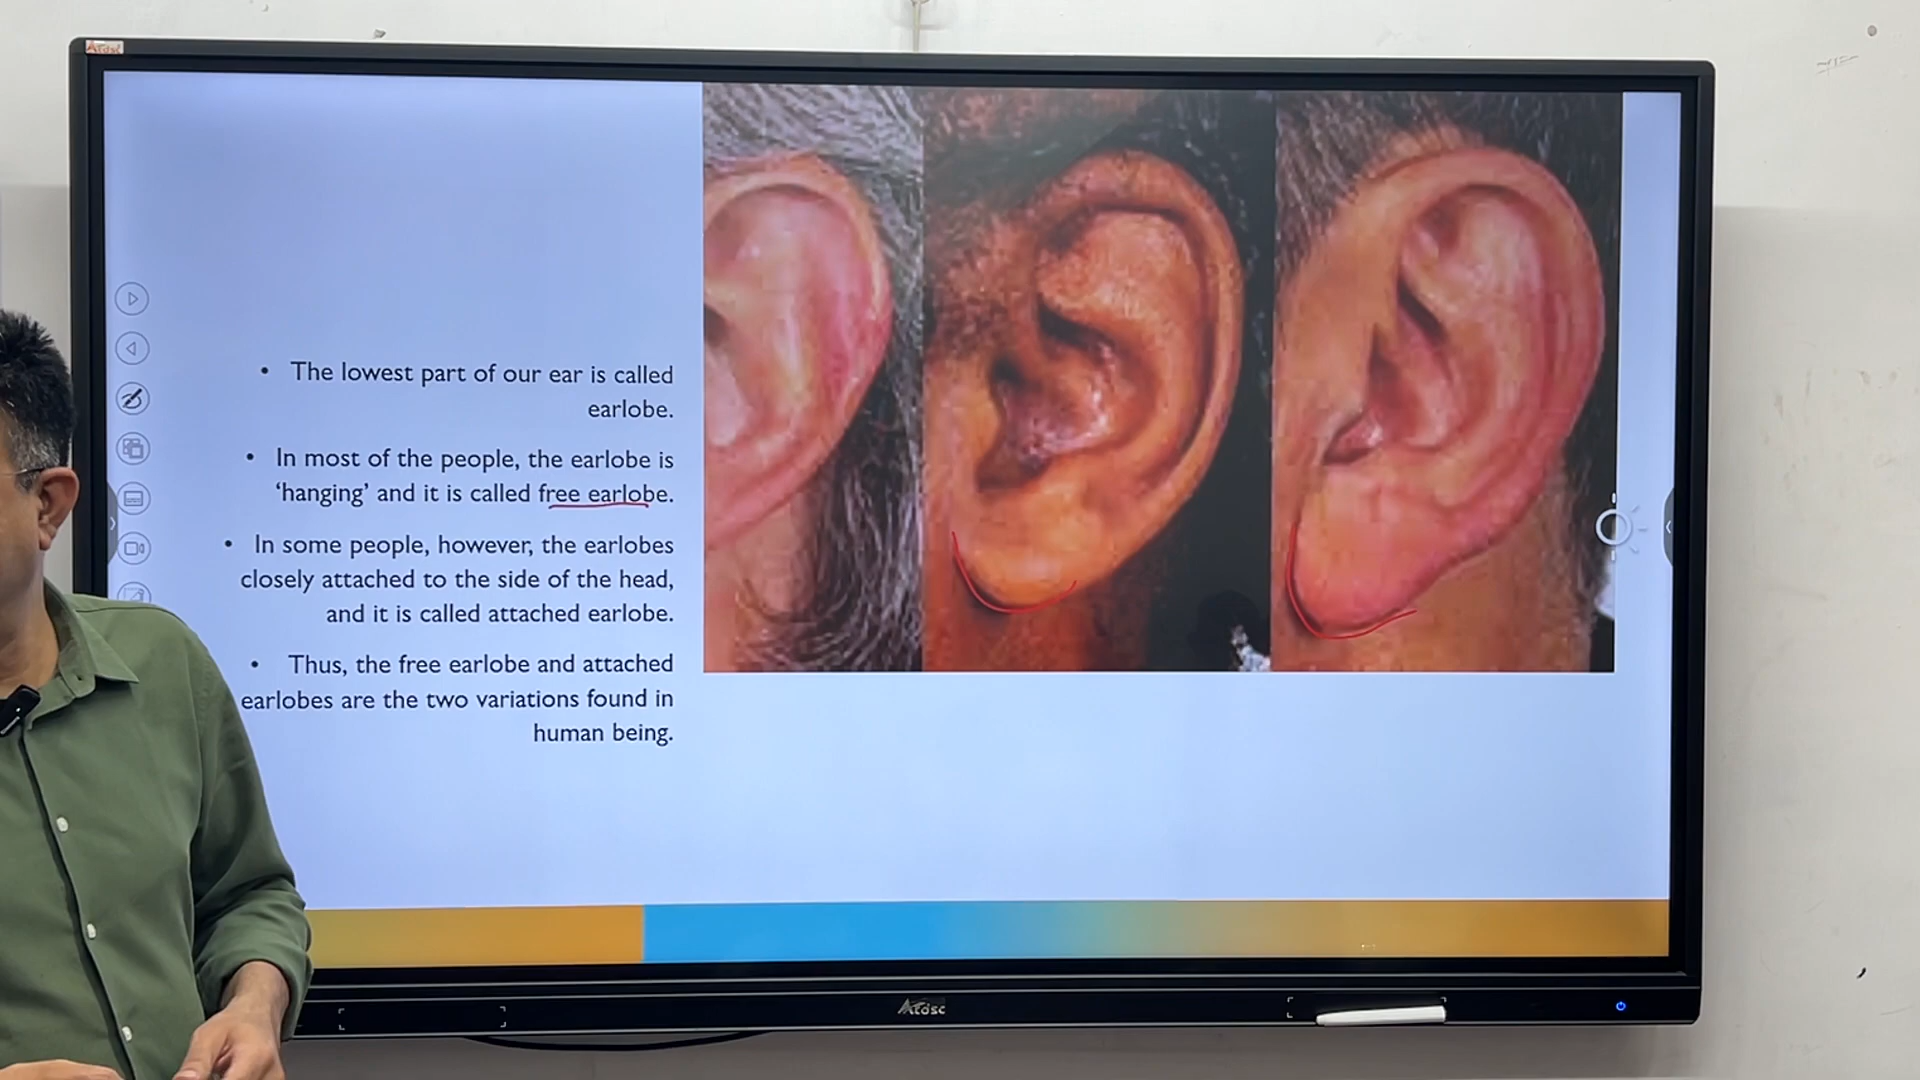 Atosc
• The lowest part of our ear is called
earlobe.
• In most of the people, the earlobe is
‘hanging’ and it is called free earlobe.
• In some people, however, the earlobes
closely attached to the side of the head,
and it is called attached earlobe.
• Thus, the free earlobe and attached
earlobes are the two variations found in
human being.
Atosc